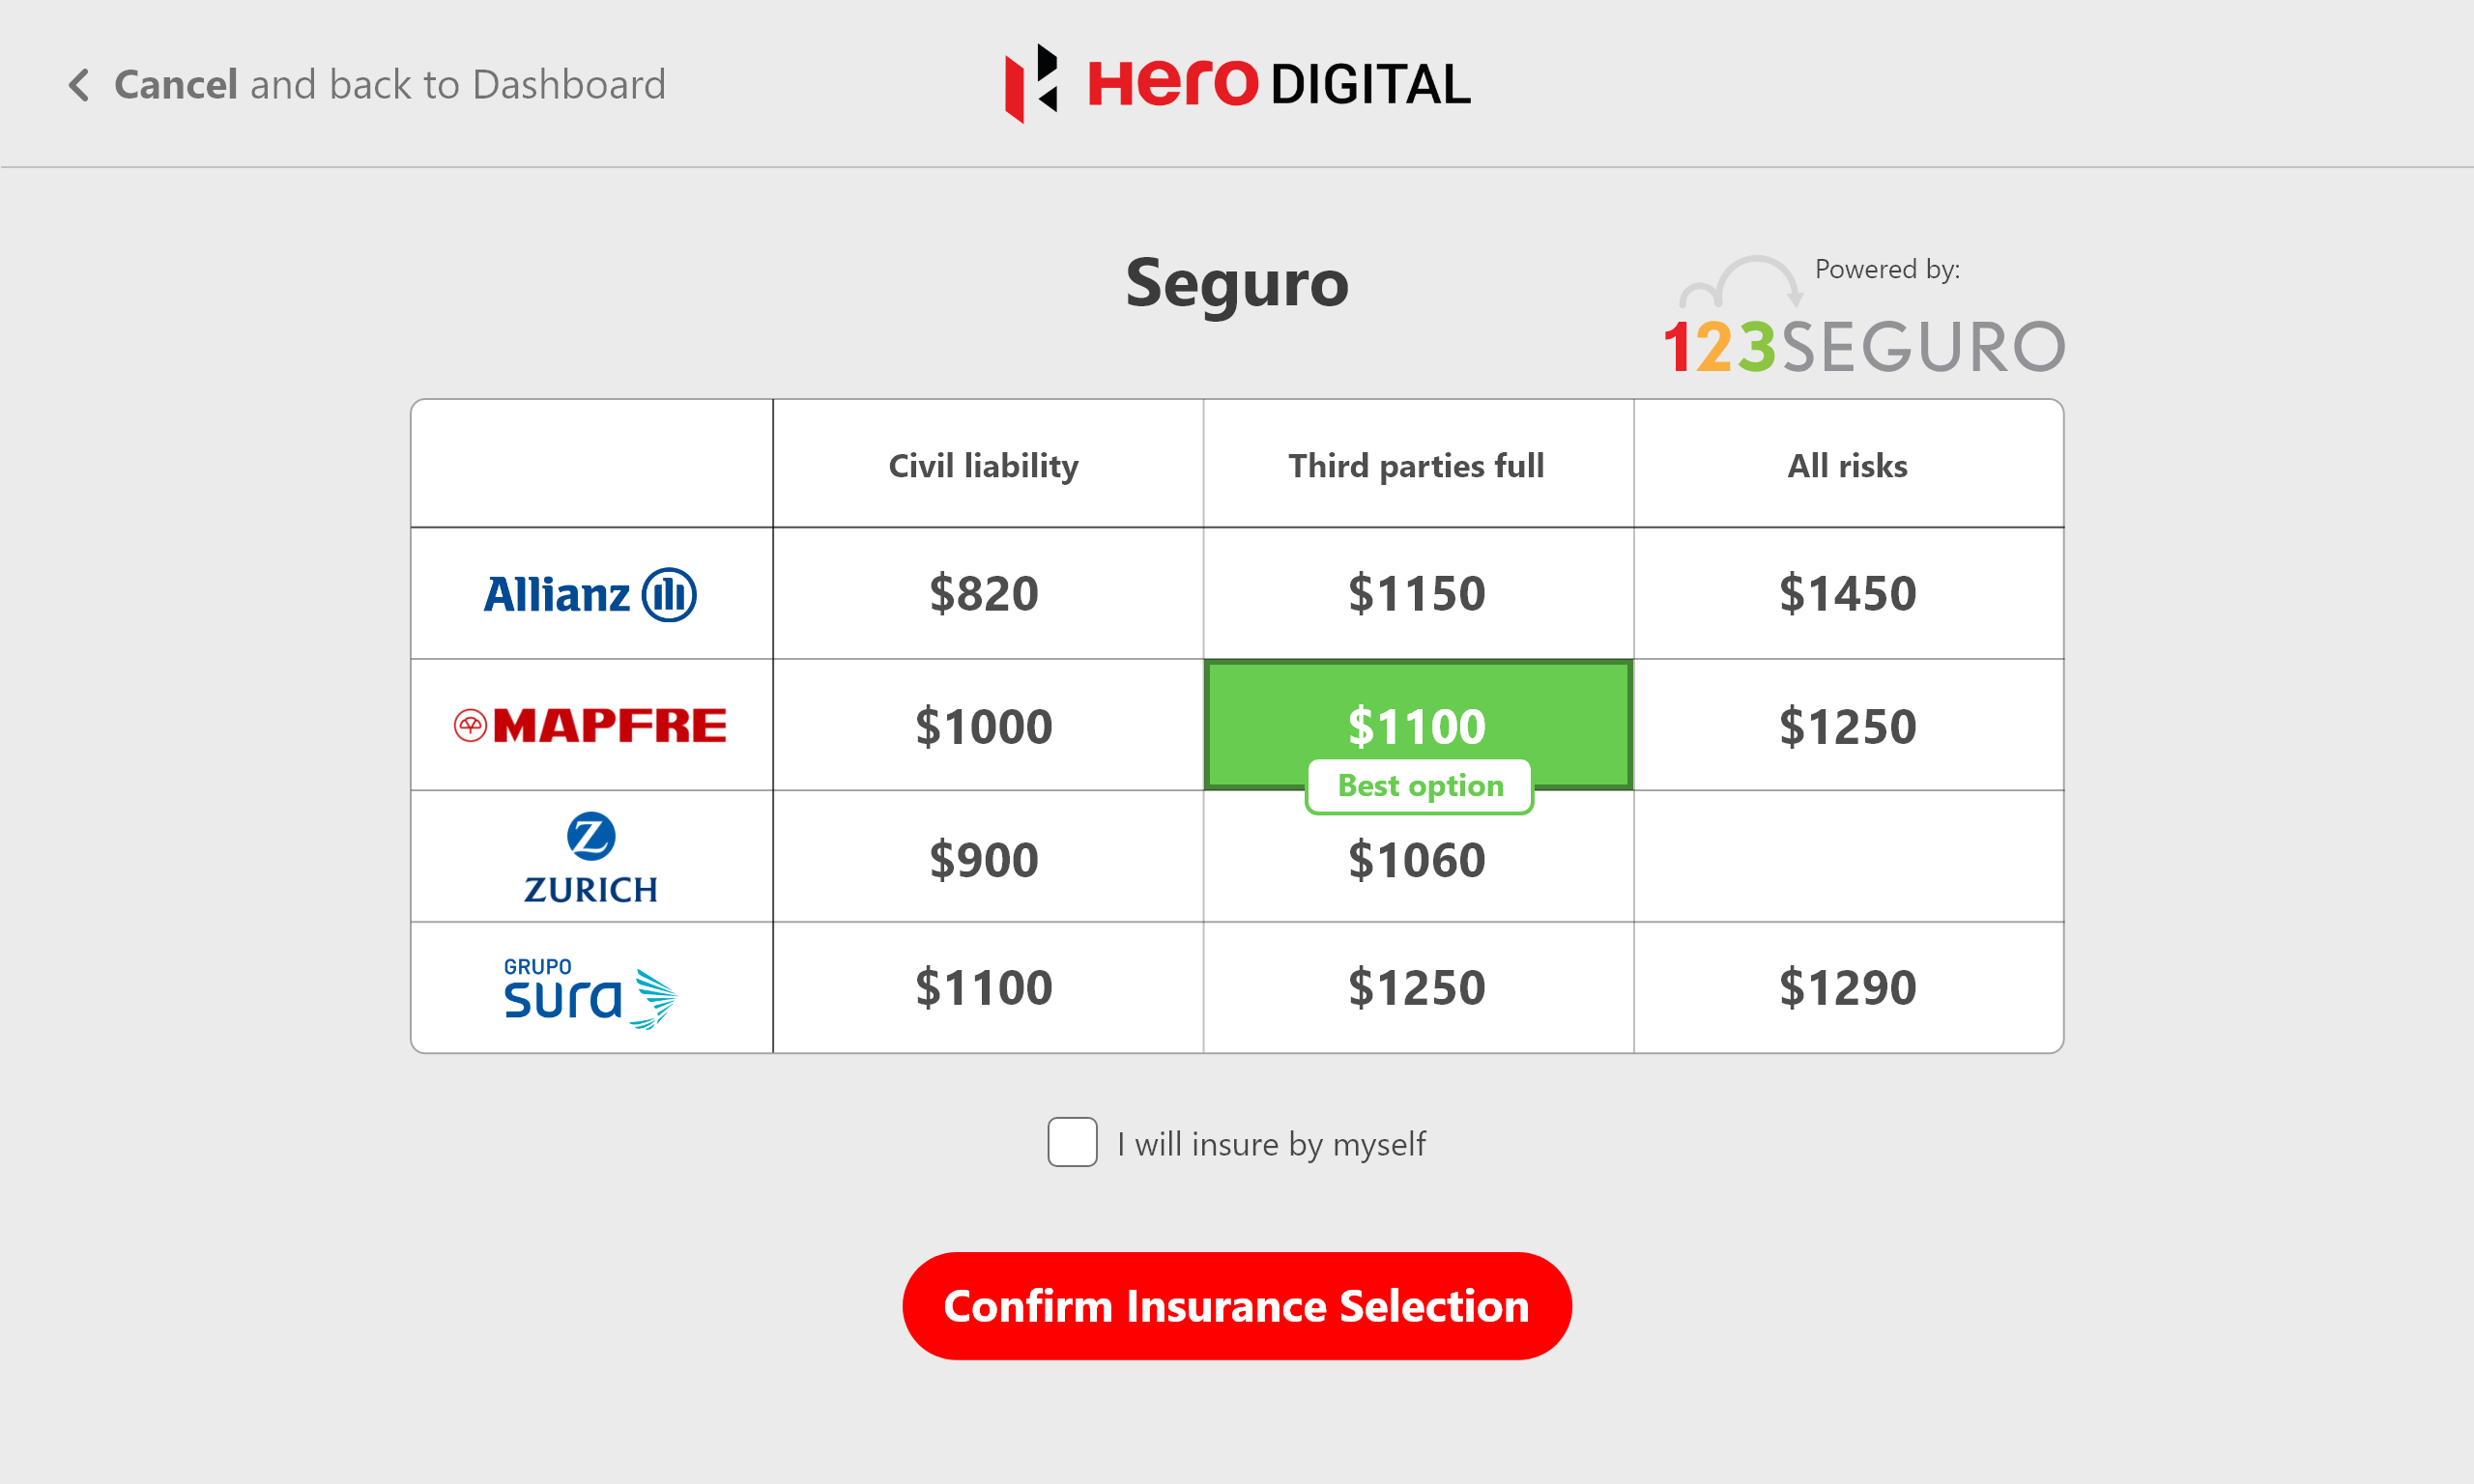 Cancel and back to Dashboard
Hero DIGITAL
Seguro
Powered by:
123SEGURO
Civil liability Third parties full All risks
Allianz $820 $1150 $1450
MAPFRE $1000 $1100 $1250
Best option
ZURICH $900 $1060
GRUPO
sura $1100 $1250 $1290
I will insure by myself
Confirm Insurance Selection